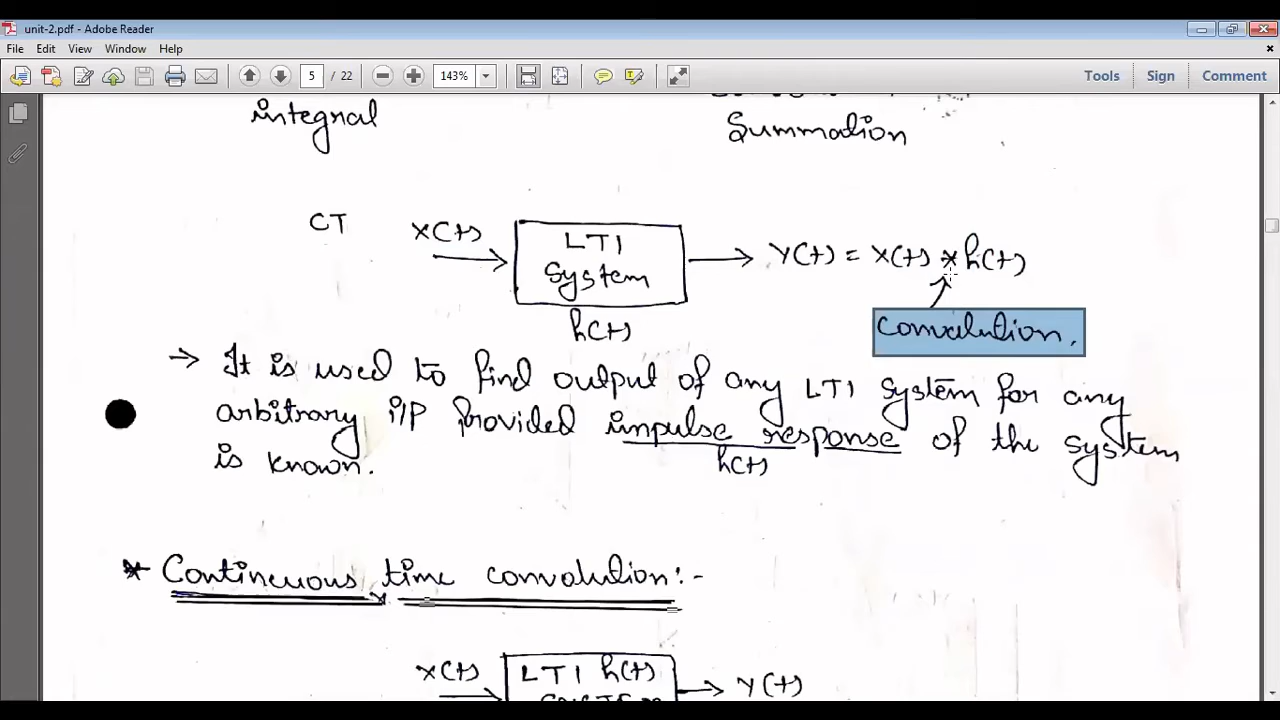 unit-2.pdf - Adobe Reader
File Edit View Window Help
5 / 22 143% Tools Sign Comment
integral
Summation
CT x(t) LTI System y(t) = x(t) * h(t)
h(t)
Convolution.
→ It is used to find output of any LTI System for any
arbitrary i/p provided impulse response of the system
is known. h(t)
* Continuous time convolution:-
x(t) LTI h(t) y(t)